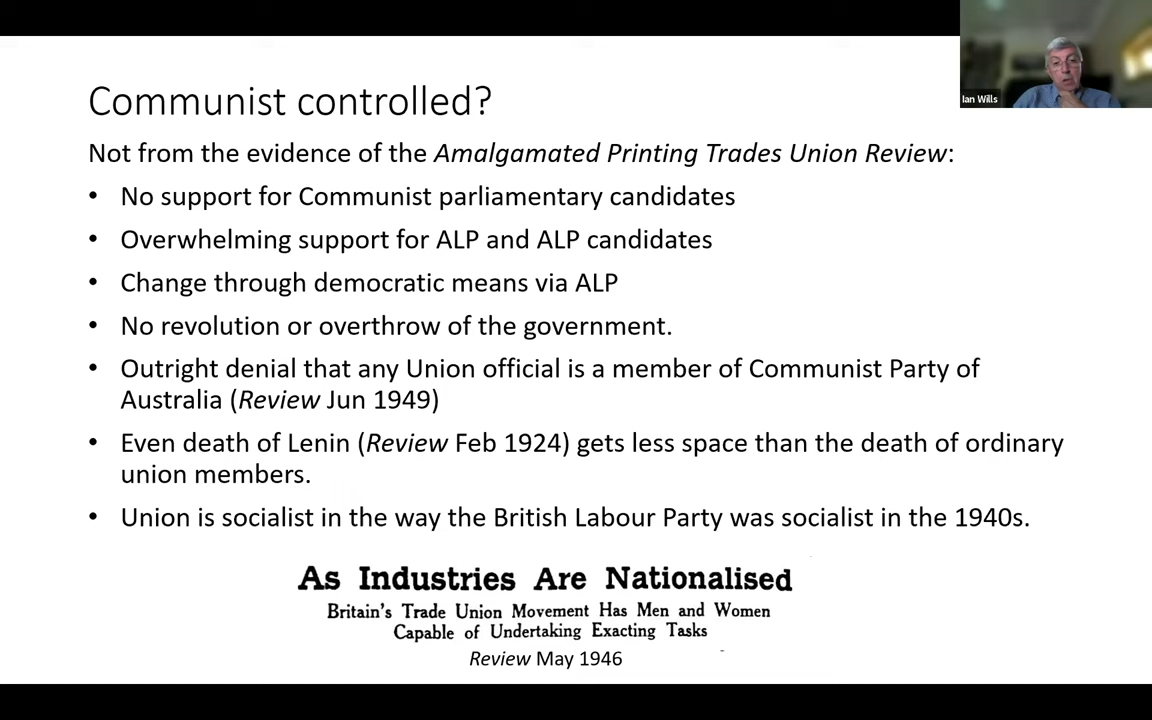 Ian Wills
Communist controlled?
Not from the evidence of the Amalgamated Printing Trades Union Review:
• No support for Communist parliamentary candidates
• Overwhelming support for ALP and ALP candidates
• Change through democratic means via ALP
• No revolution or overthrow of the government.
• Outright denial that any Union official is a member of Communist Party of
Australia (Review Jun 1949)
• Even death of Lenin (Review Feb 1924) gets less space than the death of ordinary
union members.
• Union is socialist in the way the British Labour Party was socialist in the 1940s.
As Industries Are Nationalised
Britain's Trade Union Movement Has Men and Women
Capable of Undertaking Exacting Tasks
Review May 1946